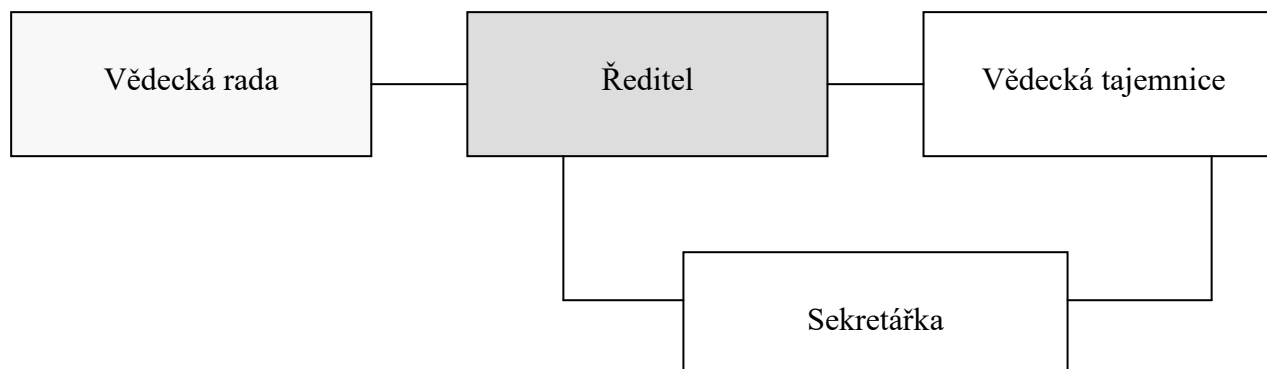 Vědecká rada
Ředitel
Vědecká tajemnice
Sekretářka